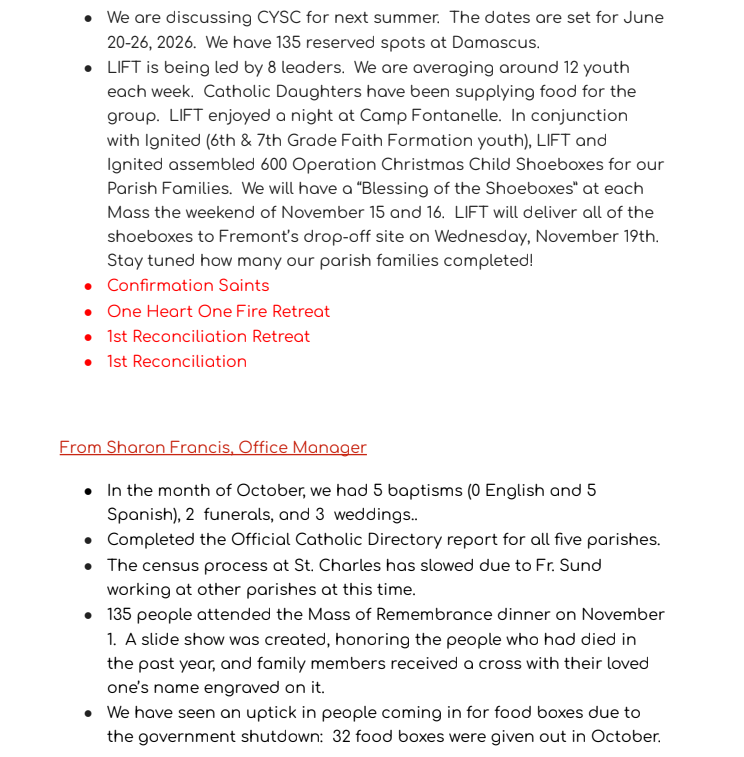 ● We are discussing CYSC for next summer.  The dates are set for June
20-26, 2026.  We have 135 reserved spots at Damascus.
● LIFT is being led by 8 leaders.  We are averaging around 12 youth
each week.  Catholic Daughters have been supplying food for the
group.  LIFT enjoyed a night at Camp Fontanelle.  In conjunction
with Ignited (6th & 7th Grade Faith Formation youth), LIFT and
Ignited assembled 600 Operation Christmas Child Shoeboxes for our
Parish Families.  We will have a “Blessing of the Shoeboxes” at each
Mass the weekend of November 15 and 16.  LIFT will deliver all of the
shoeboxes to Fremont’s drop-off site on Wednesday, November 19th.
Stay tuned how many our parish families completed!
● Confirmation Saints
● One Heart One Fire Retreat
● 1st Reconciliation Retreat
● 1st Reconciliation
From Sharon Francis, Office Manager
● In the month of October, we had 5 baptisms (0 English and 5
Spanish), 2  funerals, and 3  weddings..
● Completed the Official Catholic Directory report for all five parishes.
● The census process at St. Charles has slowed due to Fr. Sund
working at other parishes at this time.
● 135 people attended the Mass of Remembrance dinner on November
1.  A slide show was created, honoring the people who had died in
the past year, and family members received a cross with their loved
one’s name engraved on it.
● We have seen an uptick in people coming in for food boxes due to
the government shutdown:  32 food boxes were given out in October.